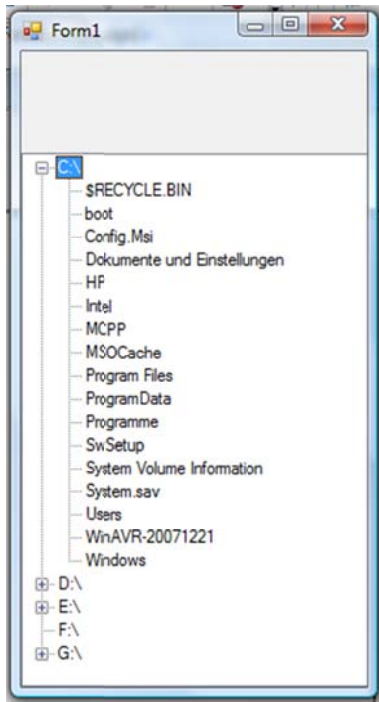 Form1
C:\
$RECYCLE.BIN
boot
Config.Msi
Dokumente und Einstellungen
HP
Intel
MCPP
MSOCache
Program Files
ProgramData
Programme
SwSetup
System Volume Information
System.sav
Users
WinAVR-20071221
Windows
D:\
E:\
F:\
G:\